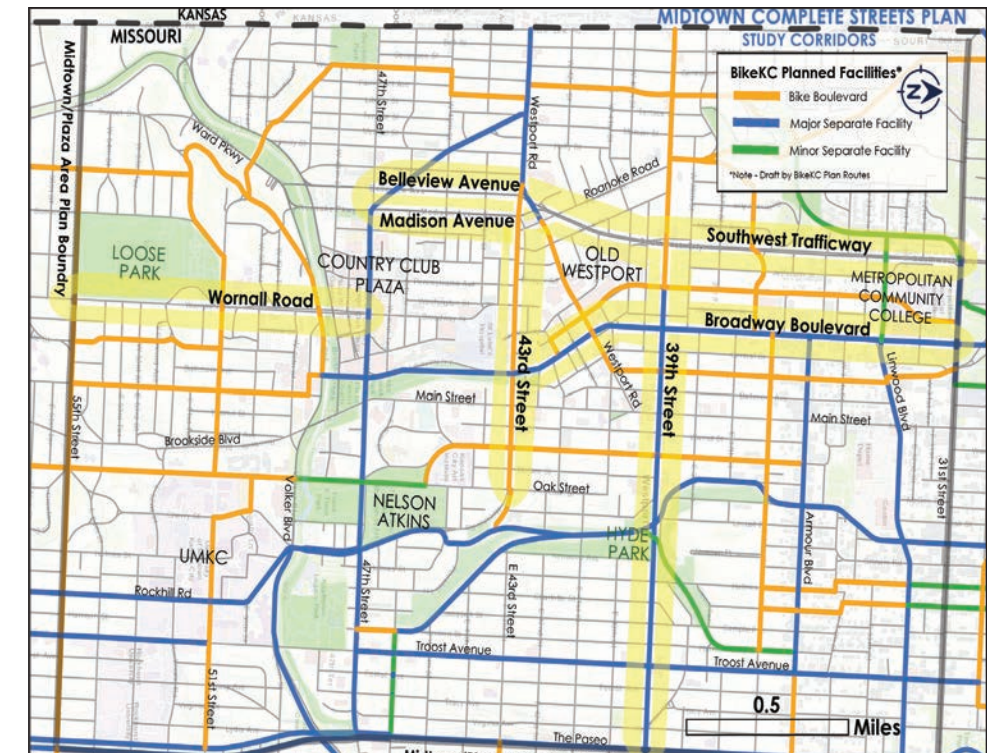 KANSAS
MISSOURI
MIDTOWN COMPLETE STREETS PLAN
STUDY CORRIDORS
BikeKC Planned Facilities*
Bike Boulevard
Major Separate Facility
Minor Separate Facility
*Note - Draft by BikeKC Plan Routes
Z
Midtown/Plaza Area Plan Boundry
47th Street
Westport Rd
Ward Pkwy
Roanoke Road
Belleview Avenue
Madison Avenue
Southwest Trafficway
LOOSE
PARK
COUNTRY CLUB
PLAZA
OLD
WESTPORT
METROPOLITAN
COMMUNITY
COLLEGE
Wornall Road
Broadway Boulevard
43rd Street
Westport Rd
39th Street
Linwood Blvd
Main Street
Main Street
55th Street
Brookside Blvd
31st Street
Volker Blvd
Oak Street
NELSON
ATKINS
UMKC
HYDE
PARK
Armour Blvd
47th Street
E 43rd Street
Rockhill Rd
Troost Avenue
Troost Avenue
51st Street
0.5
Miles
The Paseo